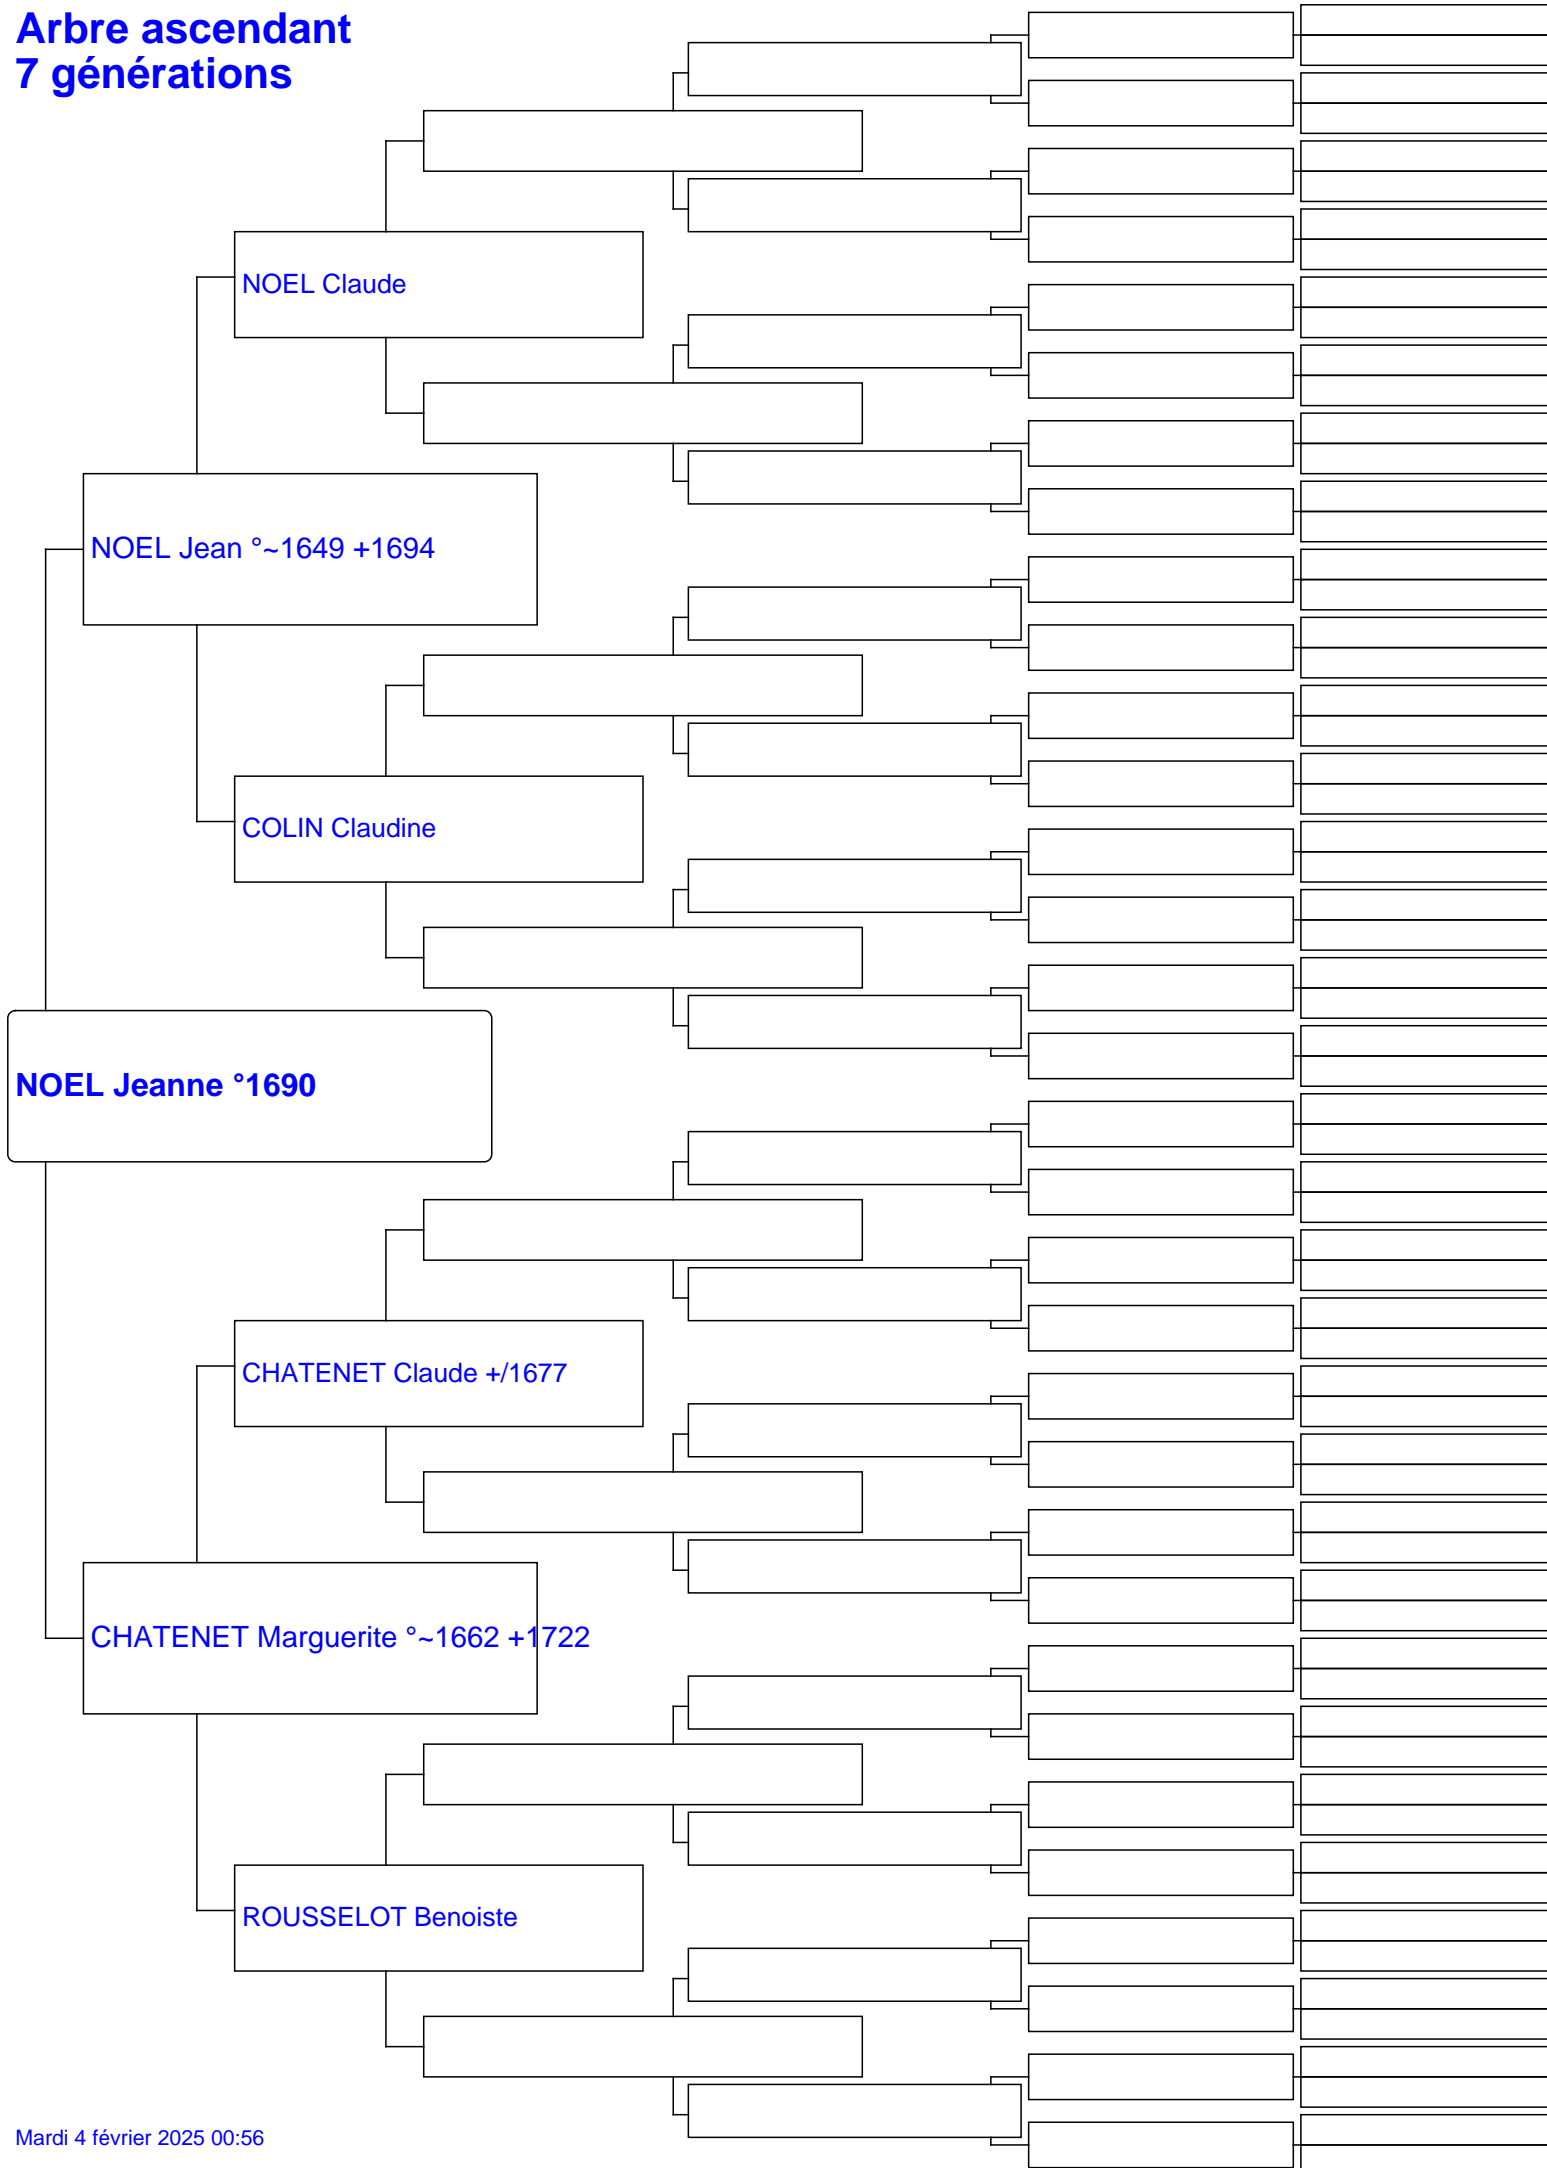 Arbre ascendant
7 générations
NOEL Claude
NOEL Jean °~1649 +1694
COLIN Claudine
NOEL Jeanne °1690
CHATENET Claude +/1677
CHATENET Marguerite °~1662 +1722
ROUSSELOT Benoiste
Mardi 4 février 2025 00:56